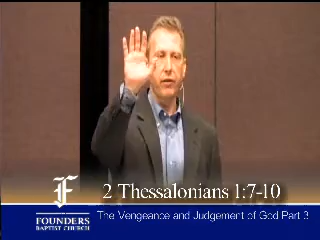 2 Thessalonians 1:7-10
F
FOUNDERS
BAPTIST CHURCH
The Vengeance and Judgement of God Part 3